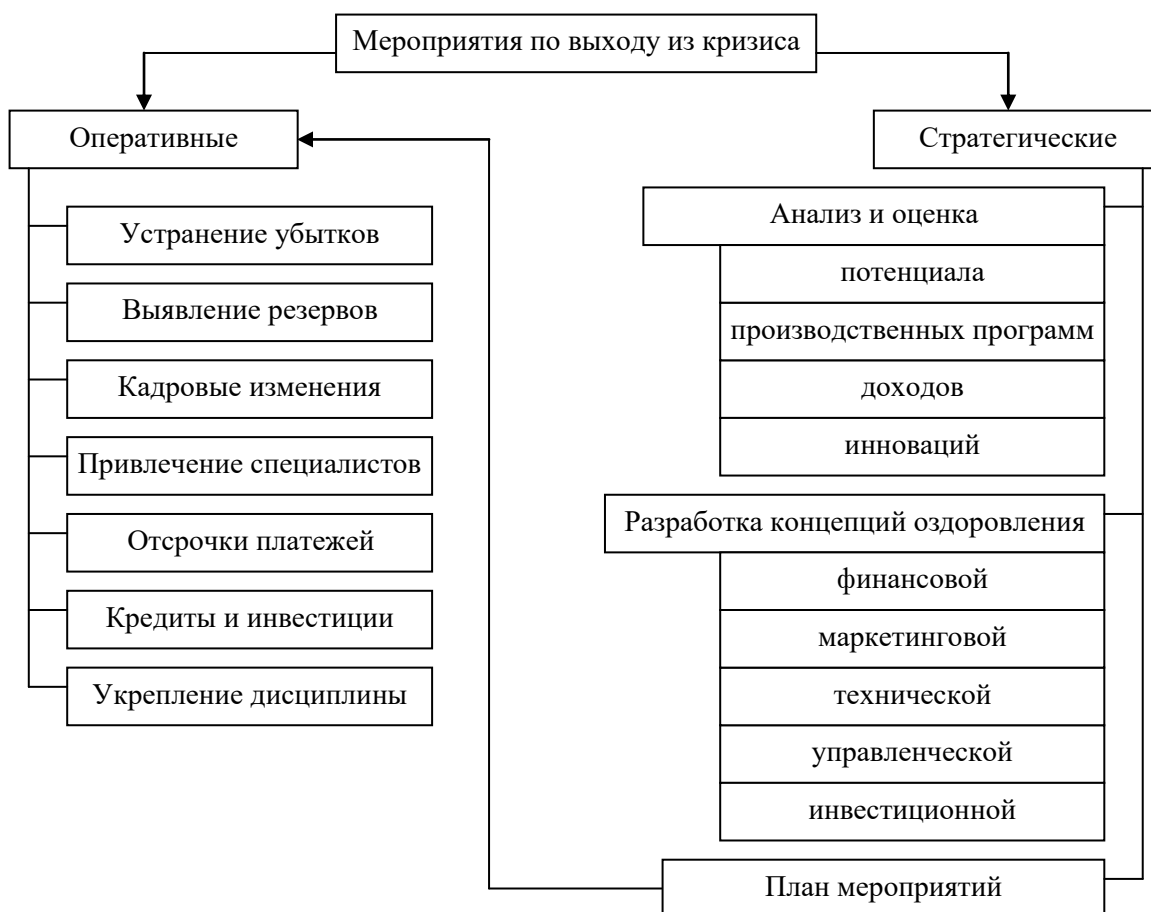 Мероприятия по выходу из кризиса
Оперативные
Стратегические
Устранение убытков
Выявление резервов
Кадровые изменения
Привлечение специалистов
Отсрочки платежей
Кредиты и инвестиции
Укрепление дисциплины
Анализ и оценка
потенциала
производственных программ
доходов
инноваций
Разработка концепций оздоровления
финансовой
маркетинговой
технической
управленческой
инвестиционной
План мероприятий